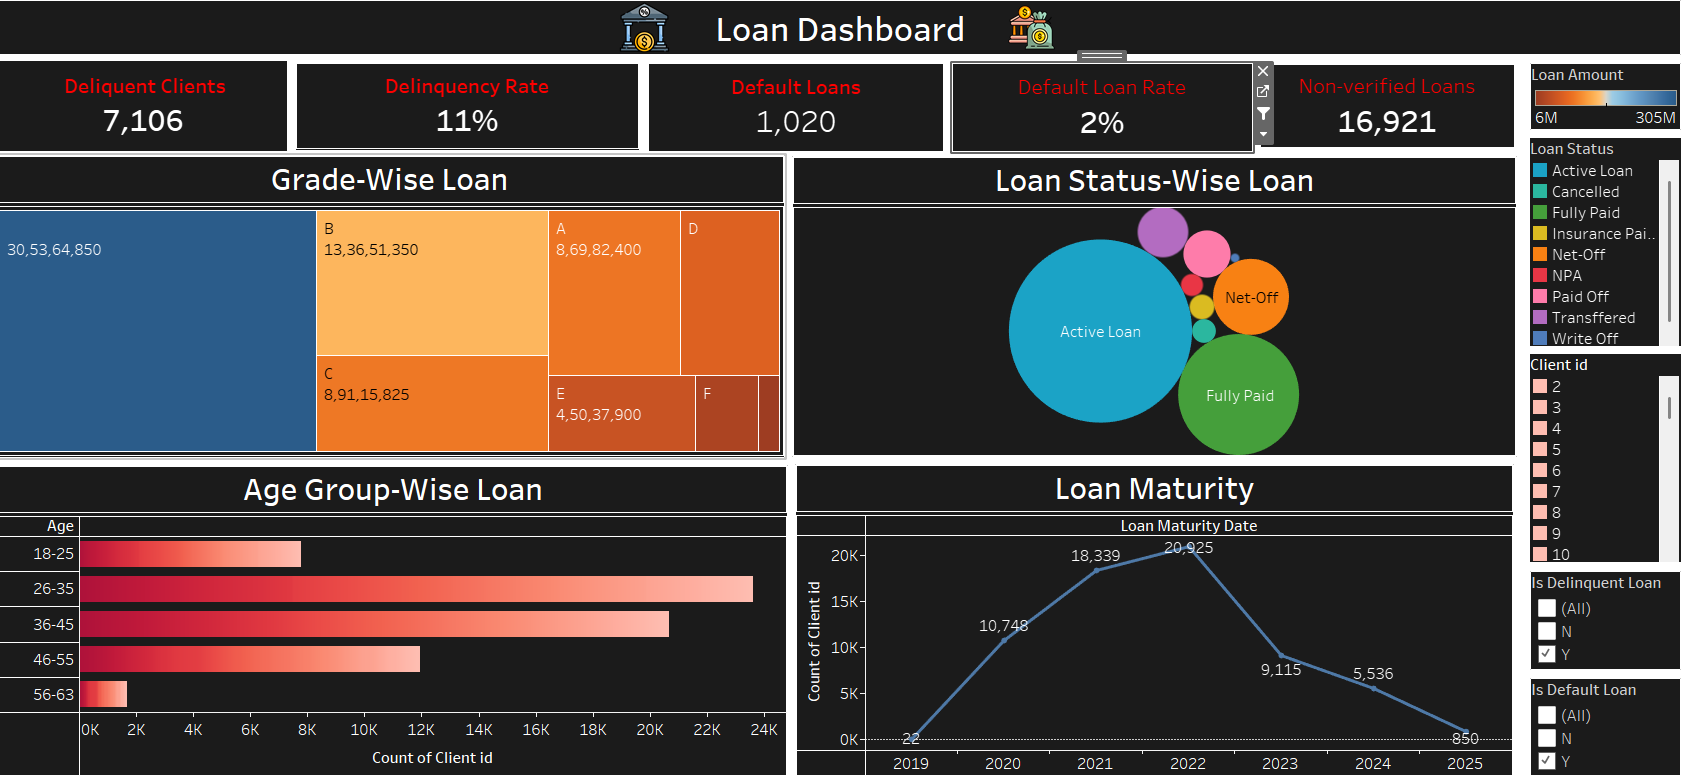 Loan Dashboard
Deliquent Clients
7,106
Delinquency Rate
11%
Default Loans
1,020
Default Loan Rate
2%
Non-verified Loans
16,921
Loan Amount
6M 305M
Grade-Wise Loan
30,53,64,850
B
13,36,51,350
C
8,91,15,825
A
8,69,82,400
D
E
4,50,37,900
F
Loan Status-Wise Loan
Active Loan
Net-Off
Fully Paid
Loan Status
Active Loan
Cancelled
Fully Paid
Insurance Pai..
Net-Off
NPA
Paid Off
Transffered
Write Off
Client id
2
3
4
5
6
7
8
9
10
Age Group-Wise Loan
Age
18-25
26-35
36-45
46-55
56-63
0K 2K 4K 6K 8K 10K 12K 14K 16K 18K 20K 22K 24K
Count of Client id
Loan Maturity
Loan Maturity Date
Count of Client id
20K
15K
10K
5K
0K
22
10,748
18,339
20,925
9,115
5,536
850
2019 2020 2021 2022 2023 2024 2025
Is Delinquent Loan
(All)
N
Y
Is Default Loan
(All)
N
Y